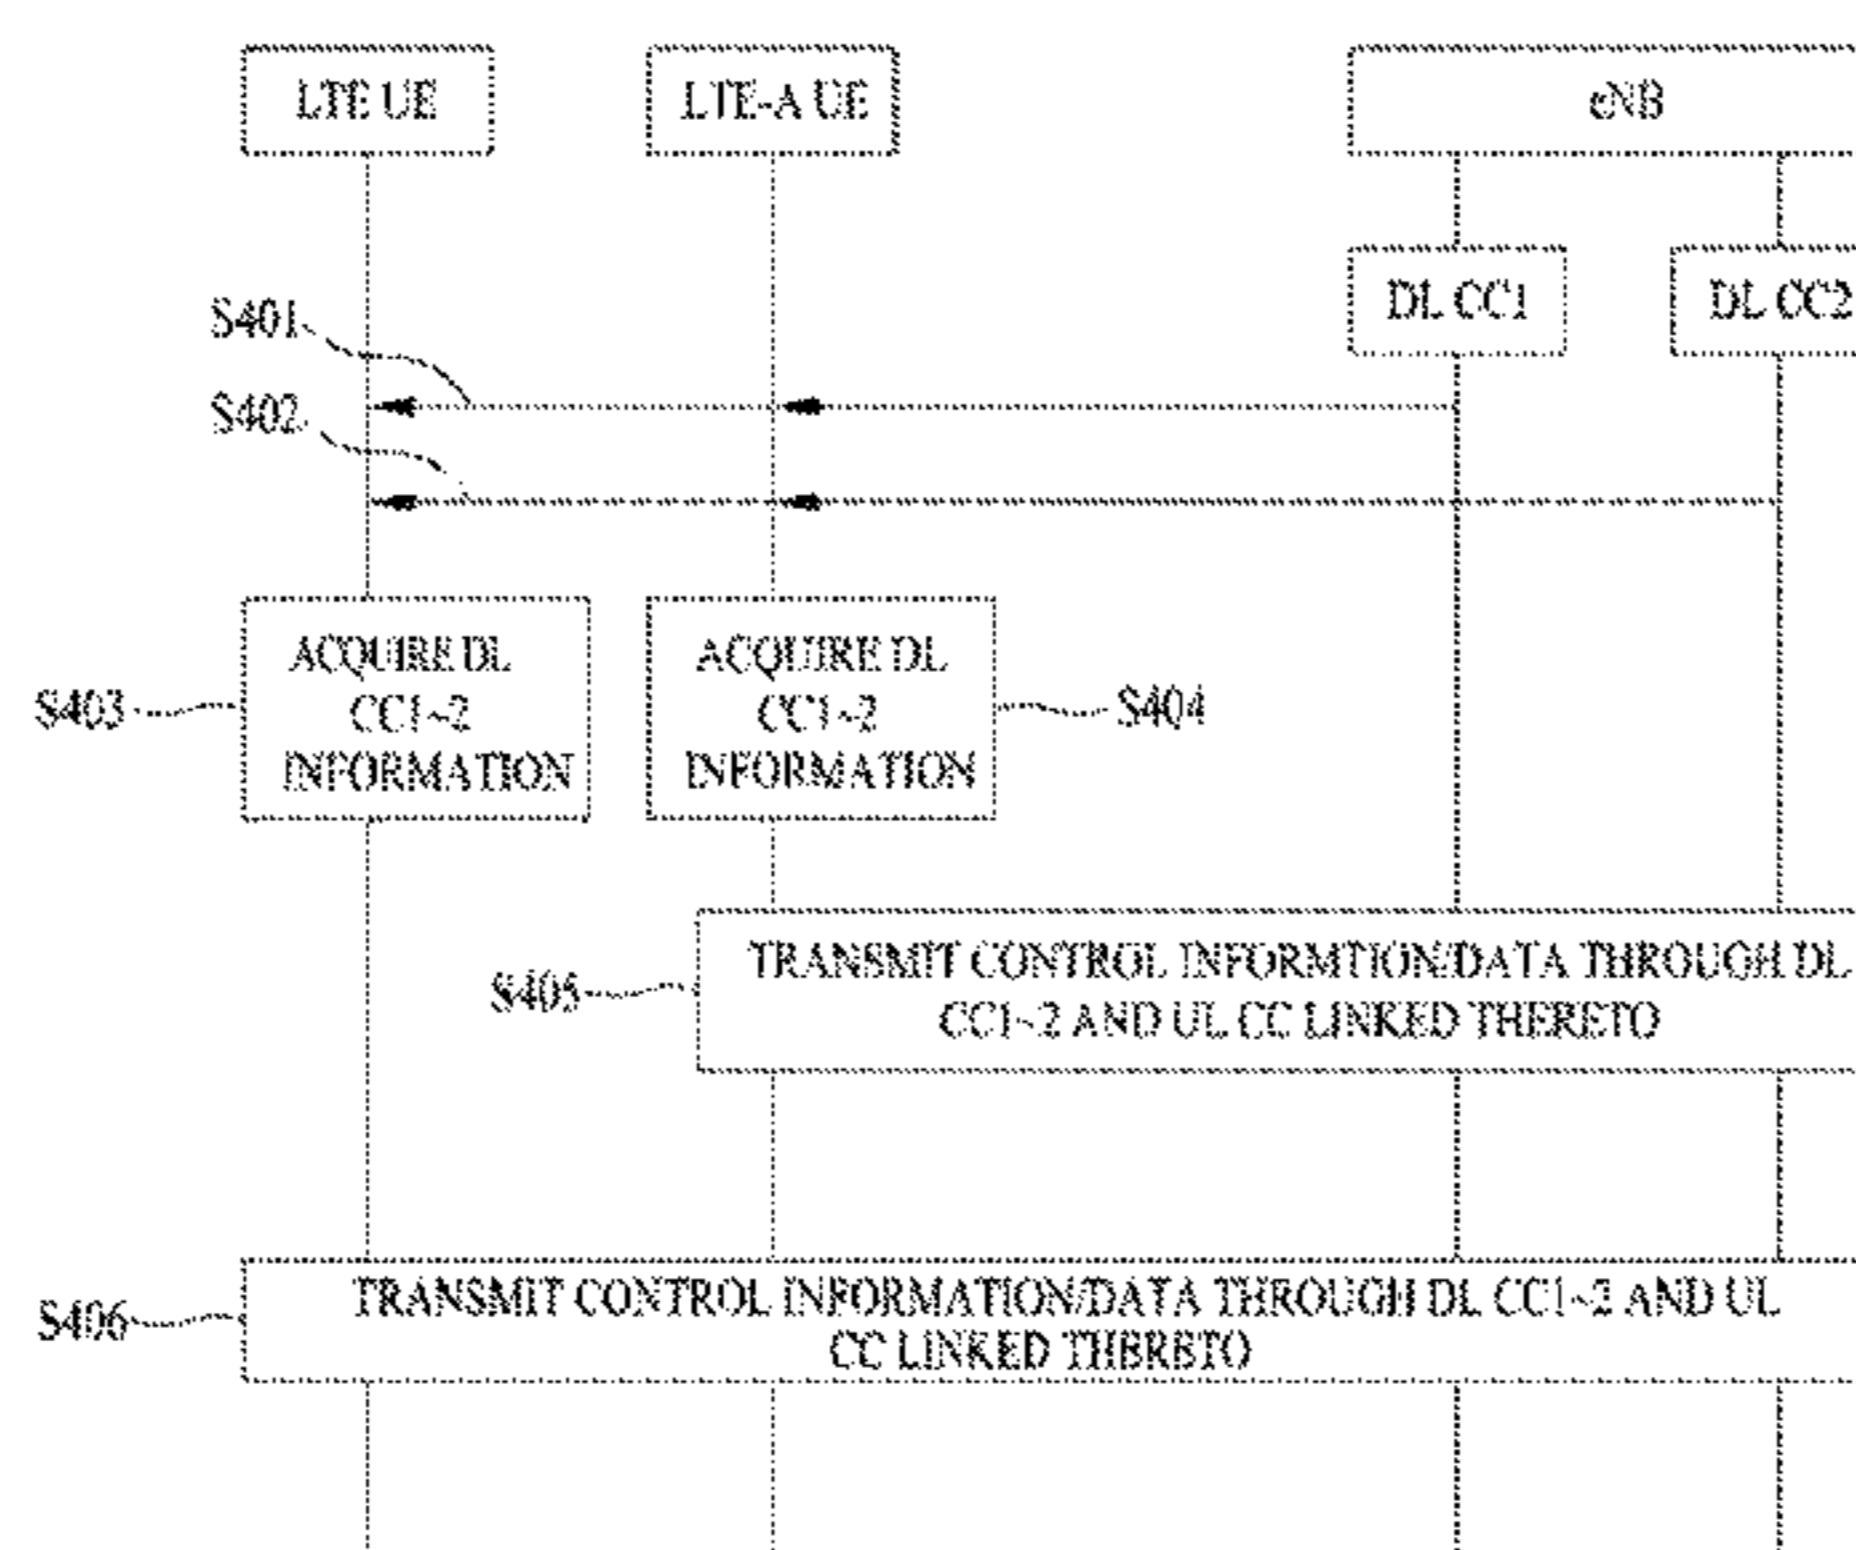 LTE UE
LTE-A UE
eNB
DL CC1
DL CC2
S401
S402
ACQUIRE DL
CC1~2
INFORMATION
S403
ACQUIRE DL
CC1~2
INFORMATION
S404
TRANSMIT CONTROL INFORMTION/DATA THROUGH DL
CC1~2 AND UL CC LINKED THERETO
S405
TRANSMIT CONTROL INFORMATION/DATA THROUGH DL CC1~2 AND UL
CC LINKED THERETO
S406